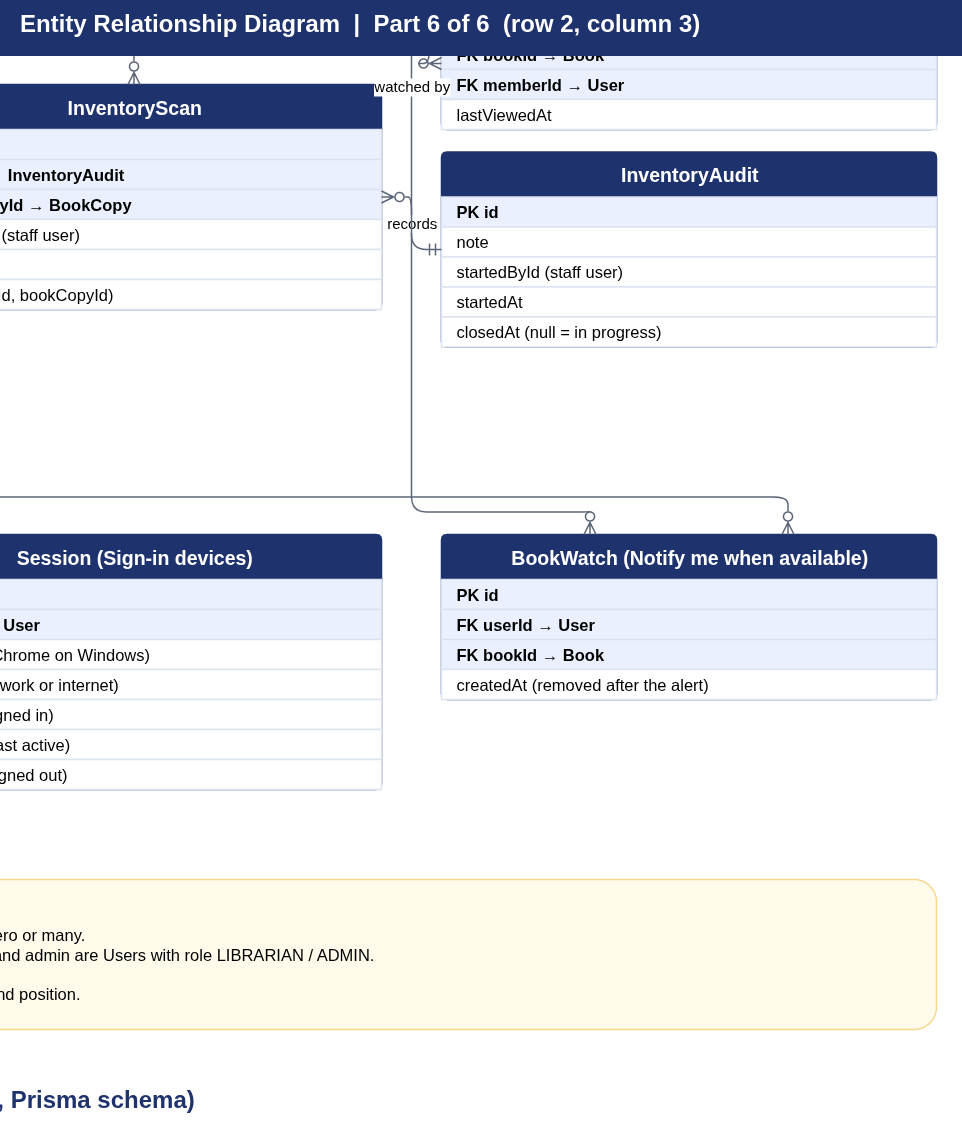 Entity Relationship Diagram | Part 6 of 6 (row 2, column 3)
FK bookId → Book
watched by
FK memberId → User
lastViewedAt
InventoryScan
InventoryAudit
yId → BookCopy
(staff user)
Id, bookCopyId)
records
InventoryAudit
PK id
note
startedById (staff user)
startedAt
closedAt (null = in progress)
Session (Sign-in devices)
User
Chrome on Windows)
work or internet)
gned in)
ast active)
gned out)
BookWatch (Notify me when available)
PK id
FK userId → User
FK bookId → Book
createdAt (removed after the alert)
ero or many.
and admin are Users with role LIBRARIAN / ADMIN.
nd position.
, Prisma schema)